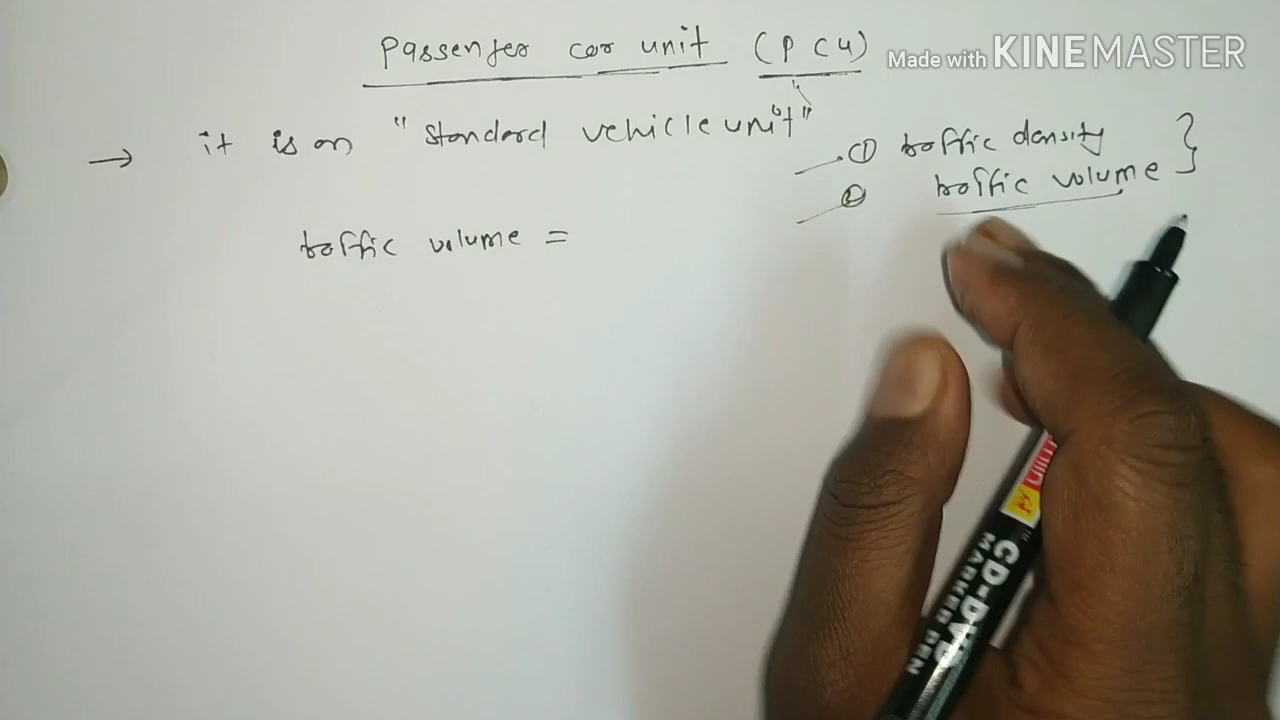 Passenger car unit (PCU)
Made with KINEMASTER
→ it is an "standard vehicle unit"
① traffic density }
② traffic volume
traffic volume =
CD-DVD
MARKER PEN